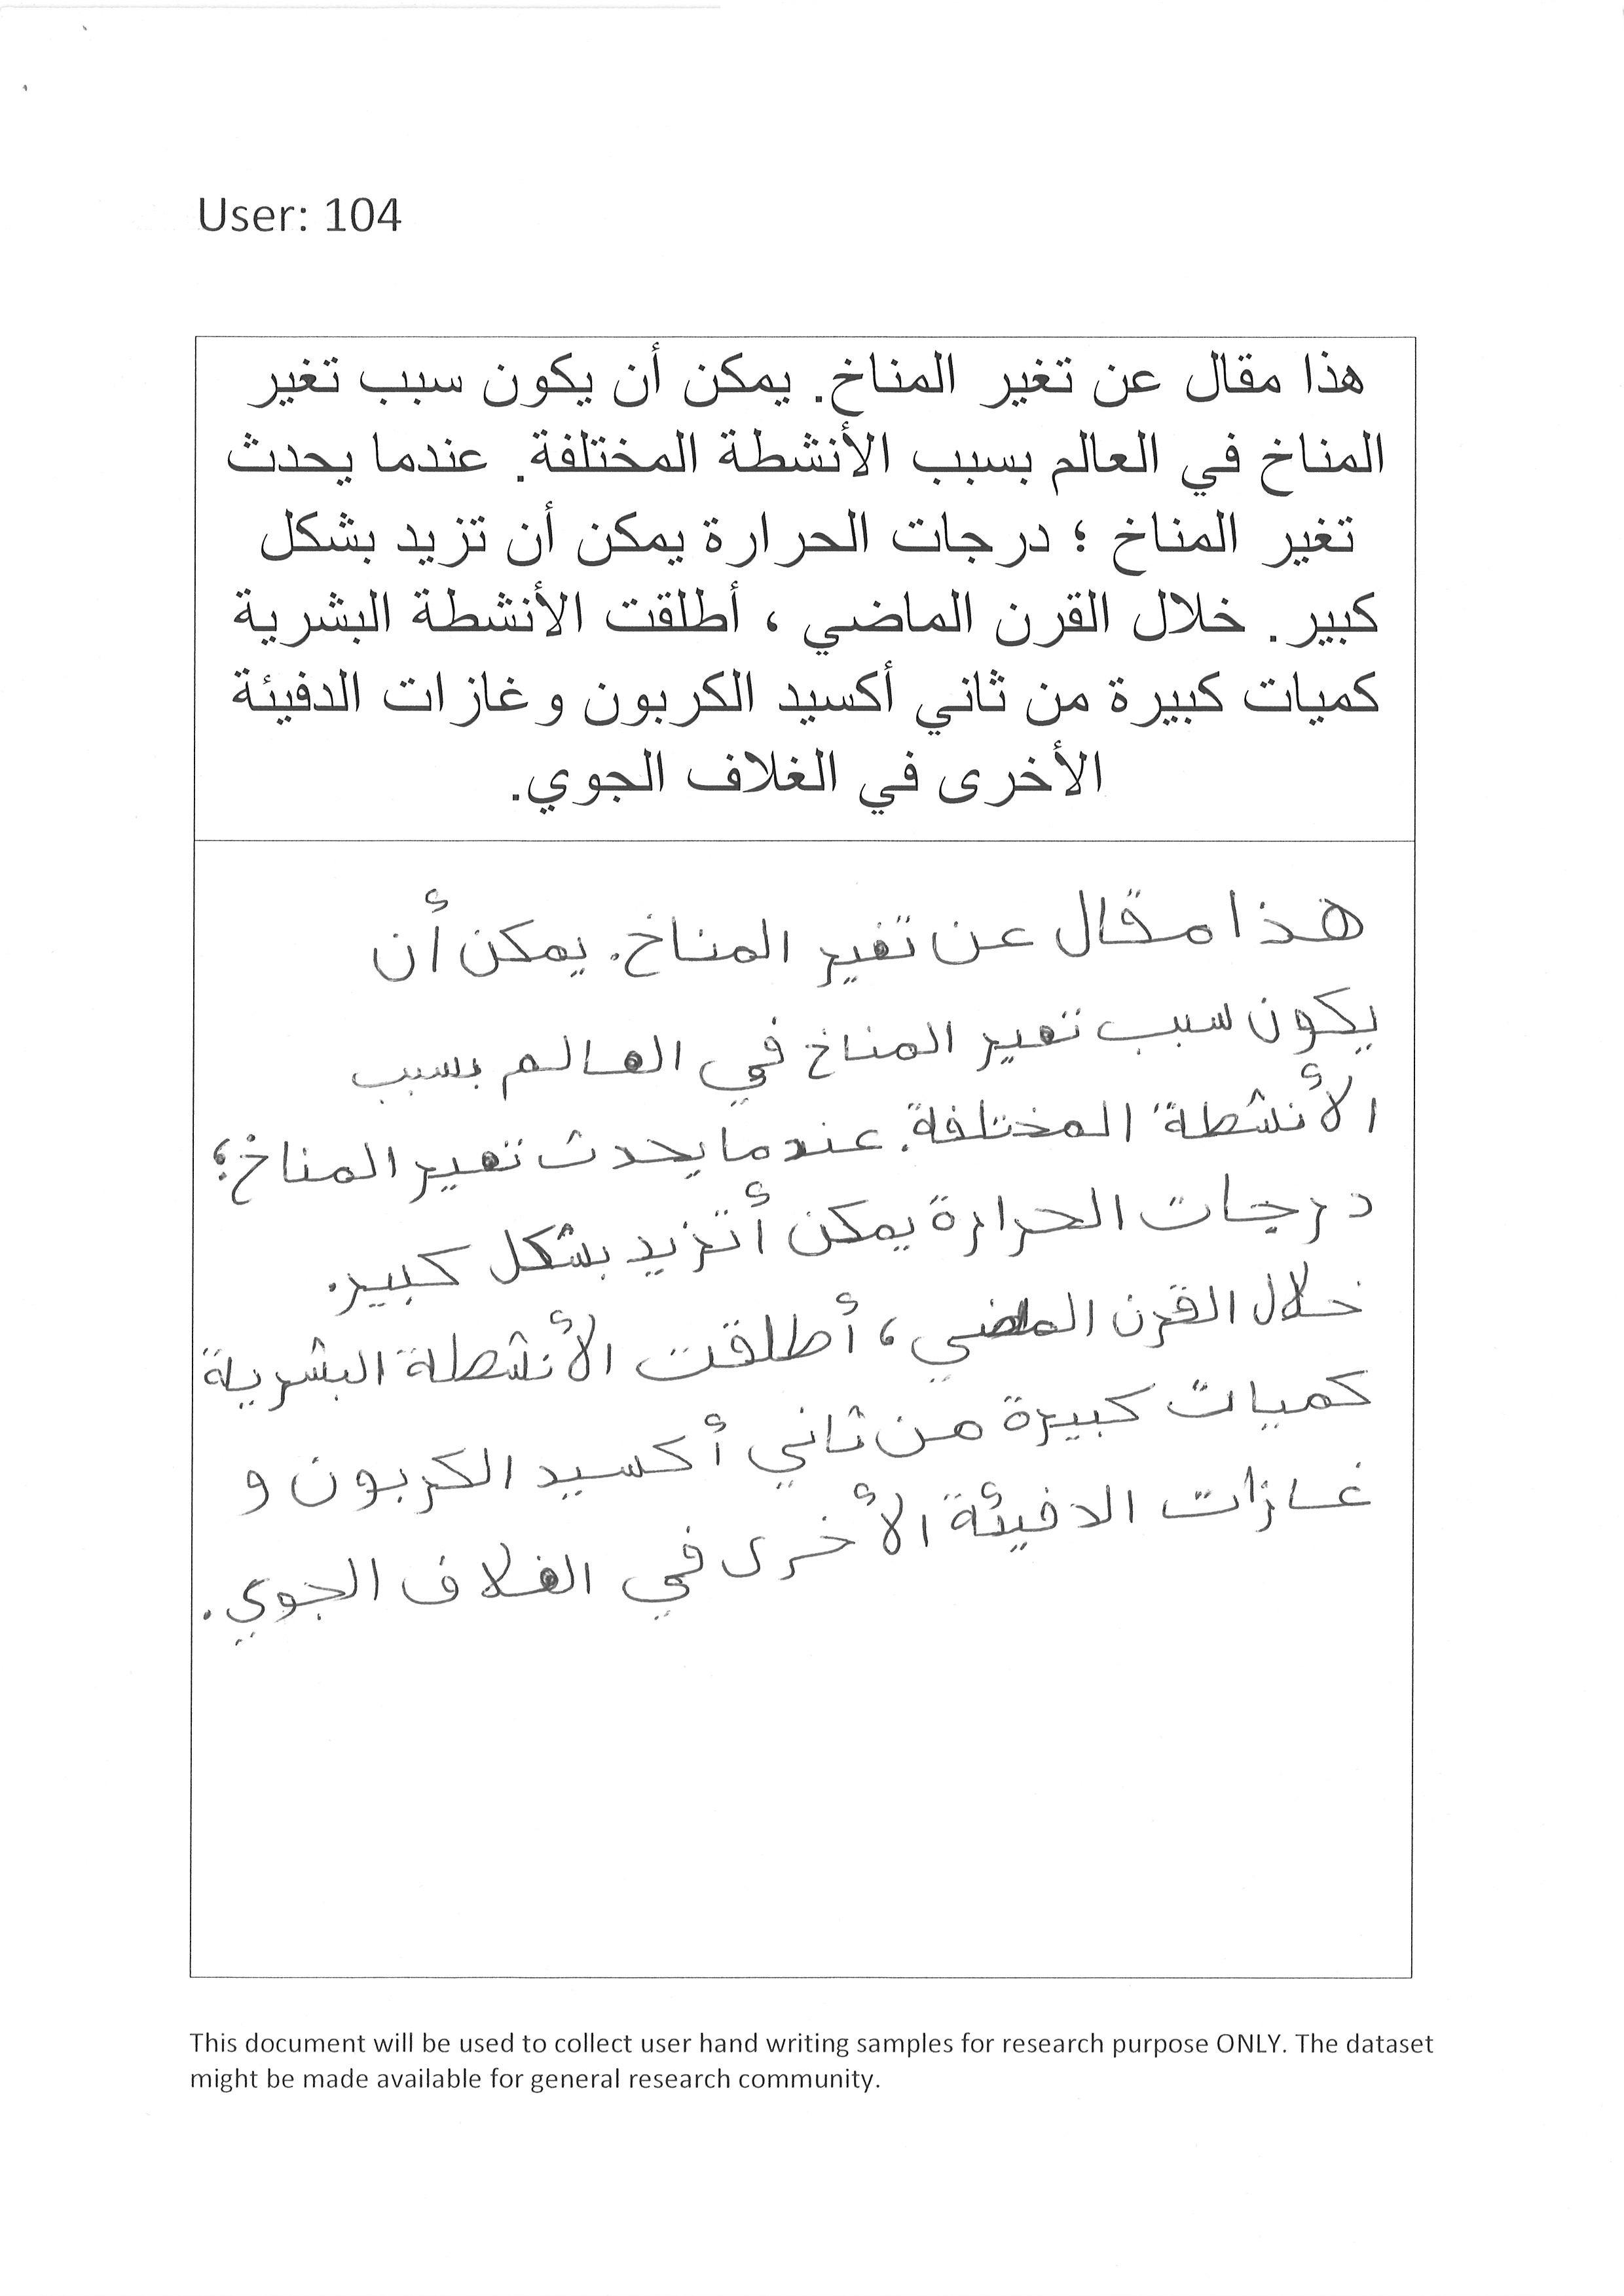 User: 104
هذا مقال عن تغير المناخ. يمكن أن يكون سبب تغير
المناخ في العالم بسبب الأنشطة المختلفة. عندما يحدث
تغير المناخ ؛ درجات الحرارة يمكن أن تزيد بشكل
كبير. خلال القرن الماضي ، أطلقت الأنشطة البشرية
كميات كبيرة من ثاني أكسيد الكربون وغازات الدفيئة
الأخرى في الغلاف الجوي.
هذا مقال عن تغير المناخ. يمكن أن
يكون سبب تعير المناخ في العالم بسبب
الأنشطة المختلفة. عندما يحدث تعير المناخ؛
درجات الحرارة يمكن أتزيد بشكل كبير.
خلال القرن الماضي، أطلقت الأنشطة البشرية
كميات كبيرة من ثاني أكسيد الكربون و
غازات الدفيئة الأخرى في الغلاف الجوي.
This document will be used to collect user hand writing samples for research purpose ONLY. The dataset
might be made available for general research community.